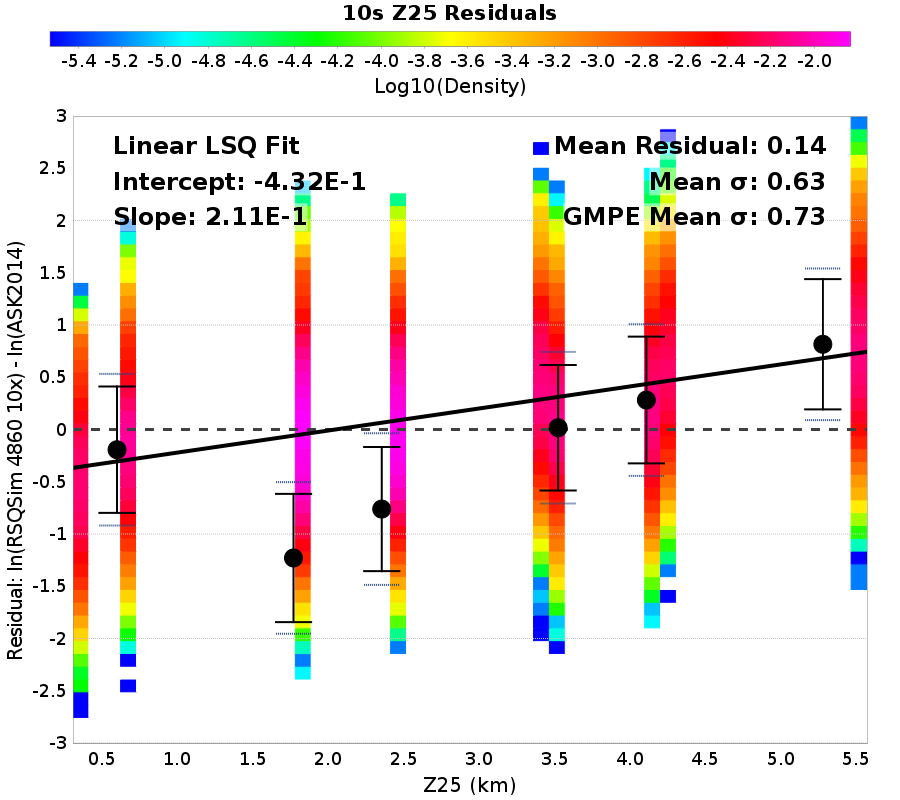 10s Z25 Residuals
-5.4 -5.2 -5.0 -4.8 -4.6 -4.4 -4.2 -4.0 -3.8 -3.6 -3.4 -3.2 -3.0 -2.8 -2.6 -2.4 -2.2 -2.0
Log10(Density)
Linear LSQ Fit
Intercept: -4.32E-1
Slope: 2.11E-1
Mean Residual: 0.14
Mean σ: 0.63
GMPE Mean σ: 0.73
Residual: ln(RSQSim 4860 10x) - ln(ASK2014)
3
2.5
2
1.5
1
0.5
0
-0.5
-1
-1.5
-2
-2.5
-3
0.5 1.0 1.5 2.0 2.5 3.0 3.5 4.0 4.5 5.0 5.5
Z25 (km)